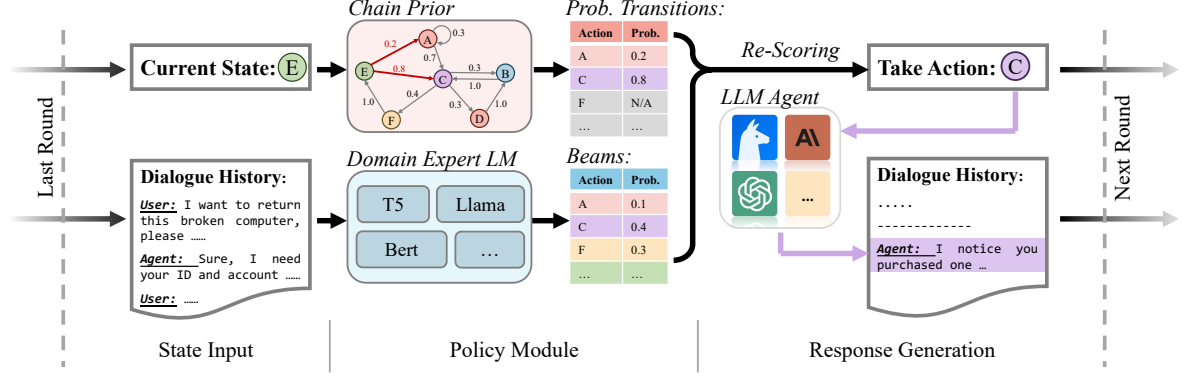 Last Round
Current State: E
Dialogue History:
User: I want to return
this broken computer,
please ……
Agent: Sure, I need
your ID and account ……
User: ……
State Input
Chain Prior
A
0.3
0.2
0.7
E
0.8
C
0.3
B
1.0
0.4
1.0
0.3
1.0
F
D
Domain Expert LM
T5
Llama
Bert
…
Policy Module
Prob. Transitions:
Action Prob.
A 0.2
C 0.8
F N/A
… …
Beams:
Action Prob.
A 0.1
C 0.4
F 0.3
… …
Re-Scoring
LLM Agent
A\
...
Take Action: C
Dialogue History:
.....
-------------
Agent: I notice you
purchased one …
Response Generation
Next Round